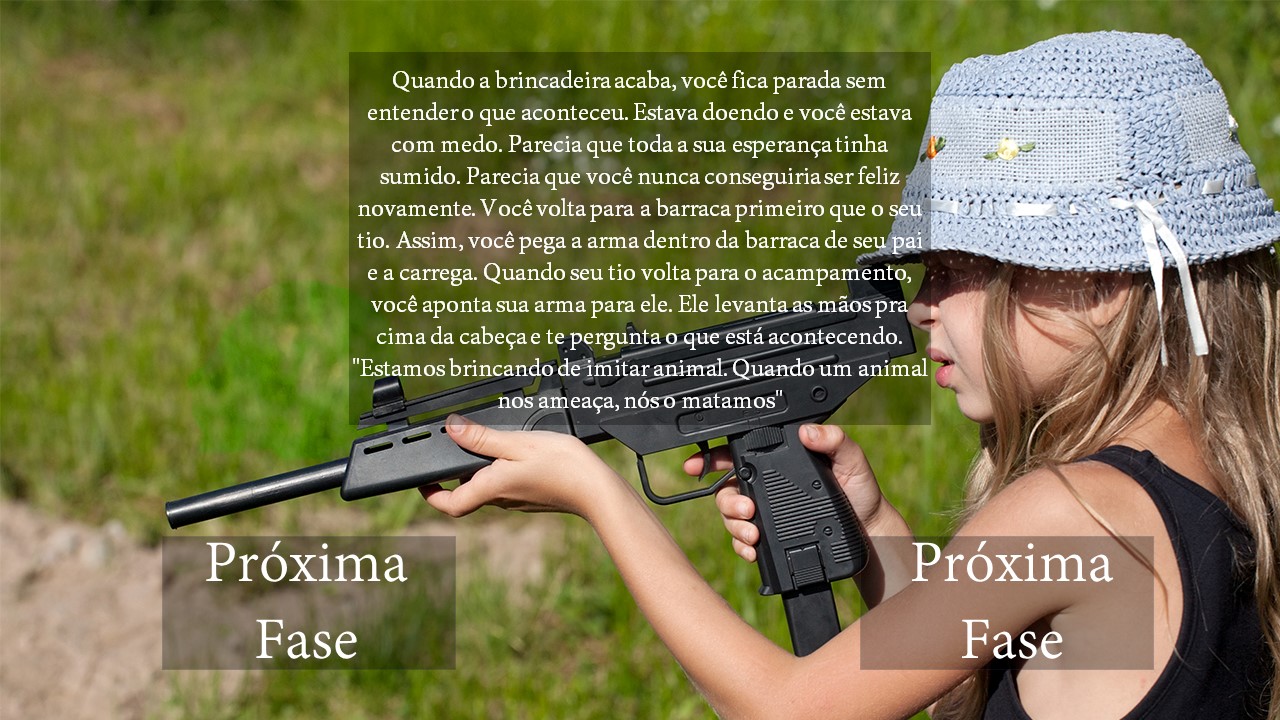 Quando a brincadeira acaba, você fica parada sem
entender o que aconteceu. Estava doendo e você estava
com medo. Parecia que toda a sua esperança tinha
sumido. Parecia que você nunca conseguiria ser feliz
novamente. Você volta para a barraca primeiro que o seu
tio. Assim, você pega a arma dentro da barraca de seu pai
e a carrega. Quando seu tio volta para o acampamento,
você aponta sua arma para ele. Ele levanta as mãos pra
cima da cabeça e te pergunta o que está acontecendo.
"Estamos brincando de imitar animal. Quando um animal
nos ameaça, nós o matamos"
Próxima
Fase
Próxima
Fase